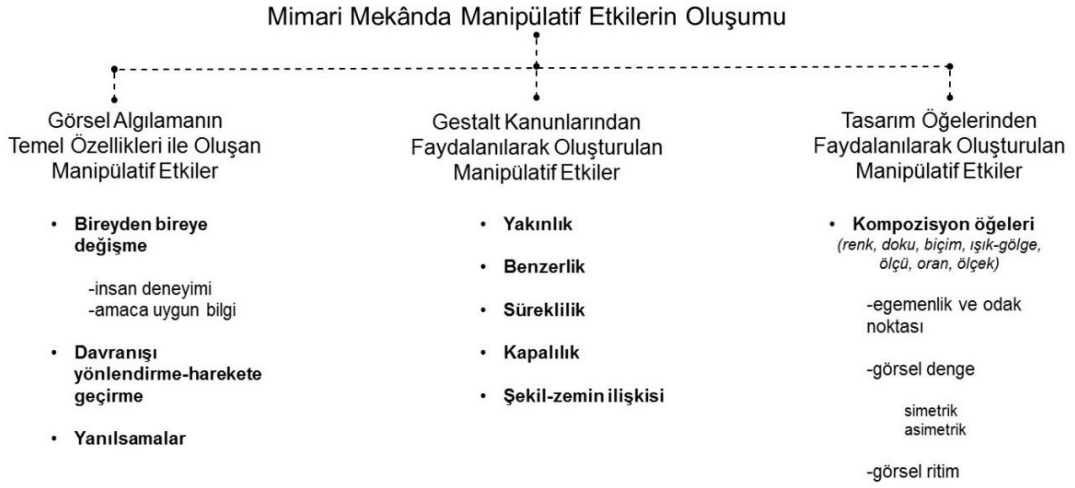 Mimari Mekânda Manipülatif Etkilerin Oluşumu
Görsel Algılamanın
Temel Özellikleri ile Oluşan
Manipülatif Etkiler
• Bireyden bireye
değişme
-insan deneyimi
-amaca uygun bilgi
• Davranışı
yönlendirme-harekete
geçirme
• Yanılsamalar
Gestalt Kanunlarından
Faydalanılarak Oluşturulan
Manipülatif Etkiler
• Yakınlık
• Benzerlik
• Süreklilik
• Kapalılık
• Şekil-zemin ilişkisi
Tasarım Öğelerinden
Faydalanılarak Oluşturulan
Manipülatif Etkiler
• Kompozisyon öğeleri
(renk, doku, biçim, ışık-gölge,
ölçü, oran, ölçek)
-egemenlik ve odak
noktası
-görsel denge
simetrik
asimetrik
-görsel ritim